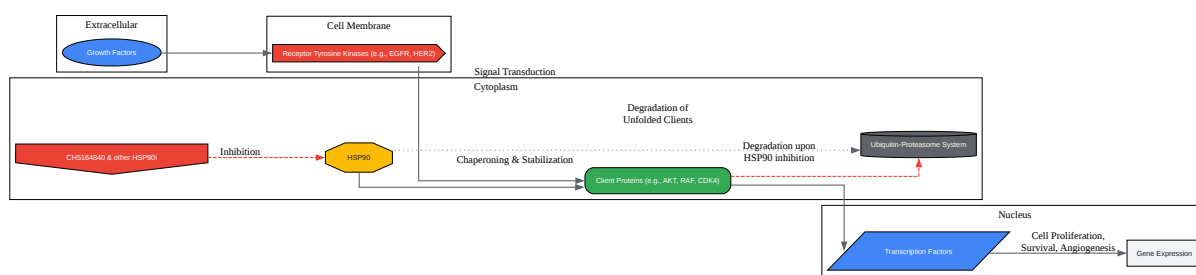 Extracellular
Growth Factors
Cell Membrane
Receptor Tyrosine Kinases (e.g., EGFR, HER2)
Signal Transduction
Cytoplasm
Degradation of
Unfolded Clients
CH5164840 & other HSP90i
Inhibition
HSP90
Chaperoning & Stabilization
Degradation upon
HSP90 inhibition
Ubiquitin-Proteasome System
Client Proteins (e.g., AKT, RAF, CDK4)
Nucleus
Transcription Factors
Cell Proliferation,
Survival, Angiogenesis
Gene Expression